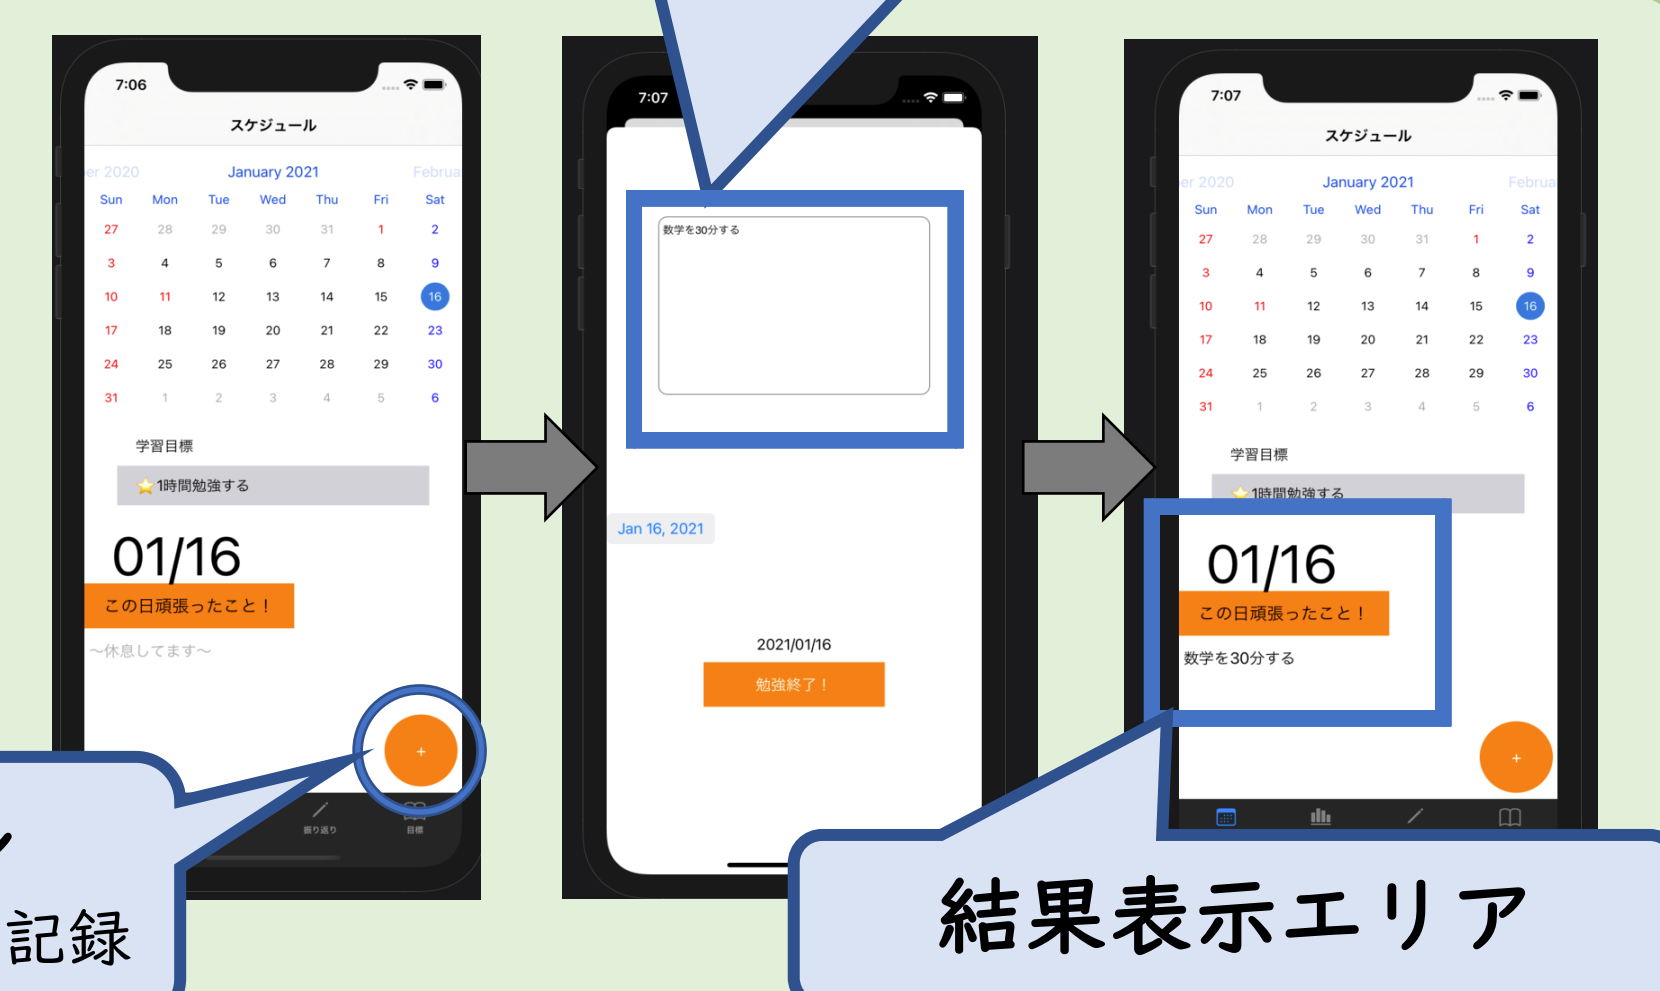 7:06
スケジュール
er 2020 January 2021 Februa
Sun Mon Tue Wed Thu Fri Sat
27 28 29 30 31 1 2
3 4 5 6 7 8 9
10 11 12 13 14 15 16
17 18 19 20 21 22 23
24 25 26 27 28 29 30
31 1 2 3 4 5 6
学習目標
⭐1時間勉強する
01/16
この日頑張ったこと！
～休息してます～
+
振り返り 目標
記録
7:07
数学を30分する
Jan 16, 2021
2021/01/16
勉強終了！
7:07
スケジュール
er 2020 January 2021 Februa
Sun Mon Tue Wed Thu Fri Sat
27 28 29 30 31 1 2
3 4 5 6 7 8 9
10 11 12 13 14 15 16
17 18 19 20 21 22 23
24 25 26 27 28 29 30
31 1 2 3 4 5 6
学習目標
⭐1時間勉強する
01/16
この日頑張ったこと！
数学を30分する
+
結果表示エリア